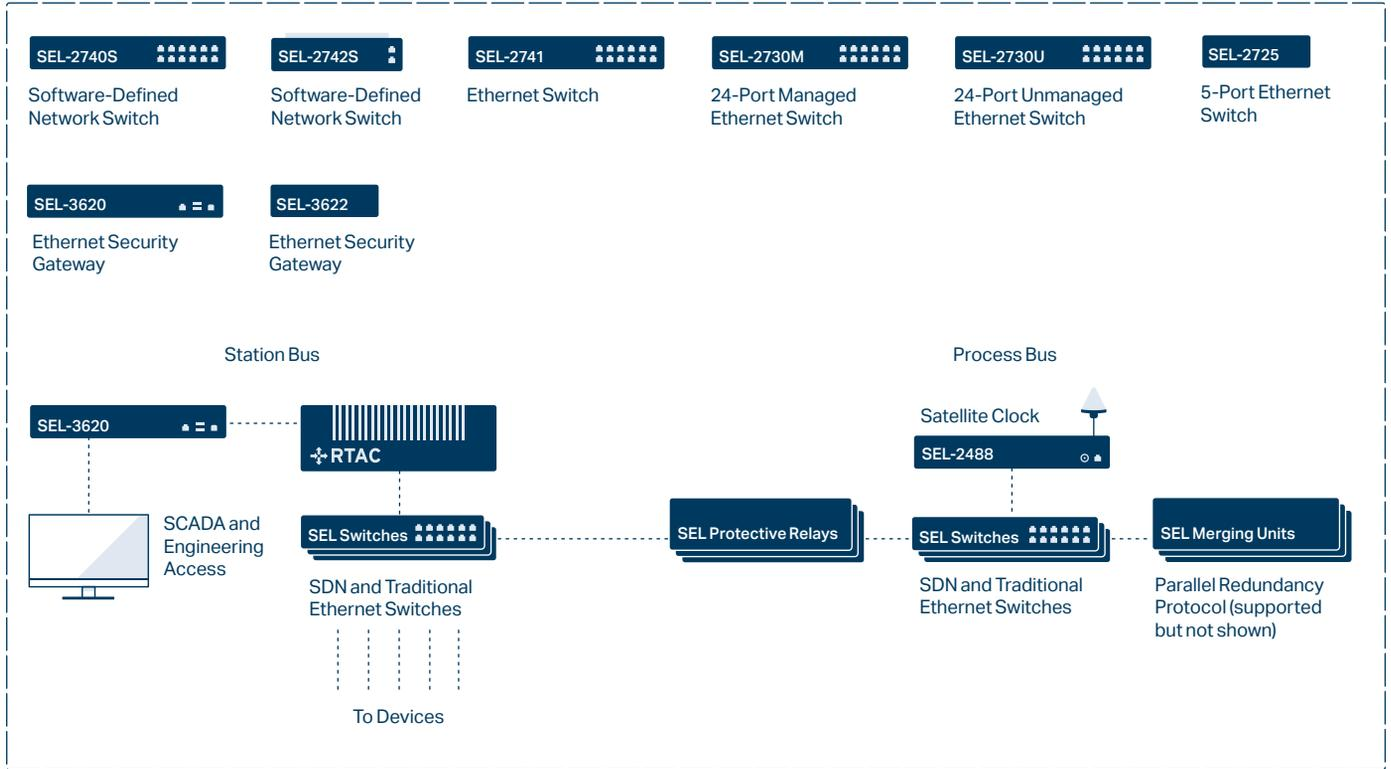 SEL-2740S
Software-Defined
Network Switch
SEL-2742S
Software-Defined
Network Switch
SEL-2741
Ethernet Switch
SEL-2730M
24-Port Managed
Ethernet Switch
SEL-2730U
24-Port Unmanaged
Ethernet Switch
SEL-2725
5-Port Ethernet
Switch
SEL-3620
Ethernet Security
Gateway
SEL-3622
Ethernet Security
Gateway
Station Bus
SEL-3620
RTAC
SCADA and
Engineering
Access
SEL Switches
SDN and Traditional
Ethernet Switches
To Devices
SEL Protective Relays
Process Bus
Satellite Clock
SEL-2488
SEL Switches
SDN and Traditional
Ethernet Switches
SEL Merging Units
Parallel Redundancy
Protocol (supported
but not shown)